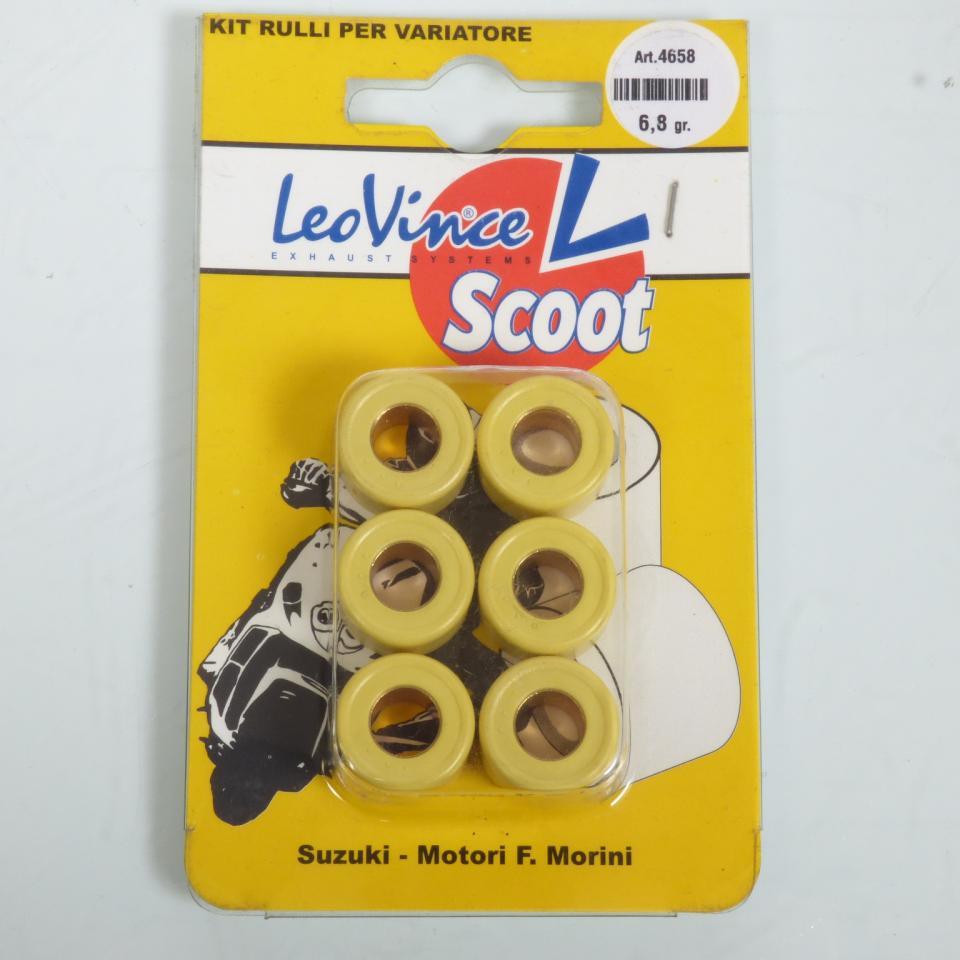 KIT RULLI PER VARIATORE
Art.4658
6,8 gr.
LeoVince®
EXHAUST SYSTEMS
Scoot
Suzuki - Motori F. Morini